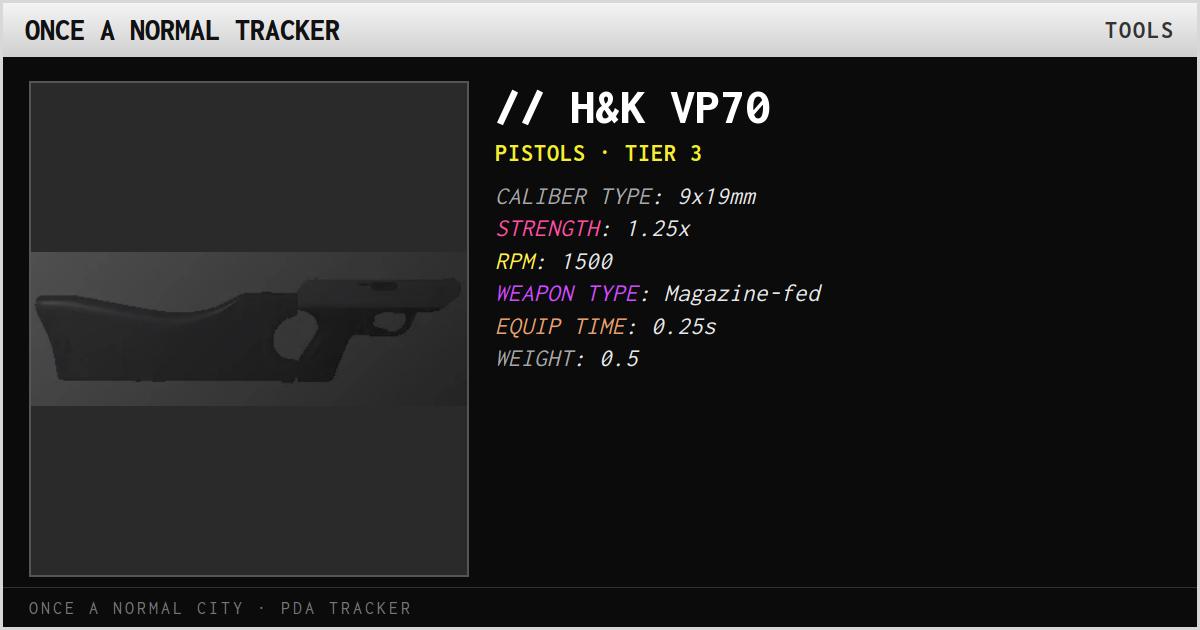 ONCE A NORMAL TRACKER
TOOLS
// H&K VP70
PISTOLS · TIER 3
CALIBER TYPE: 9x19mm
STRENGTH: 1.25x
RPM: 1500
WEAPON TYPE: Magazine-fed
EQUIP TIME: 0.25s
WEIGHT: 0.5
ONCE A NORMAL CITY · PDA TRACKER